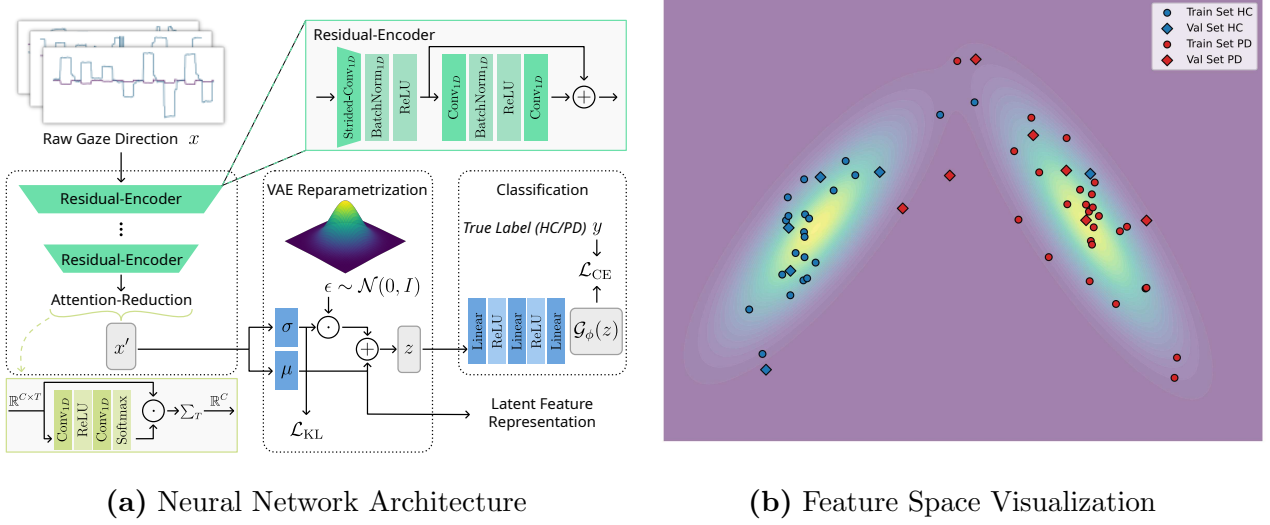 Raw Gaze Direction x
Residual-Encoder
Strided-Conv1D
BatchNorm1D
ReLU
Conv1D
BatchNorm1D
ReLU
Conv1D
+
Residual-Encoder
⋮
Residual-Encoder
Attention-Reduction
x′
ℝ^{C×T}
Conv1D
ReLU
Conv1D
Softmax
·
∑_T
ℝ^C
VAE Reparametrization
ϵ ∼ 𝒩(0, I)
σ
·
μ
+
z
ℒ_KL
Classification
True Label (HC/PD) y
ℒ_CE
Linear
ReLU
Linear
ReLU
Linear
𝒢_ϕ(z)
Latent Feature
Representation
(a) Neural Network Architecture
Train Set HC
Val Set HC
Train Set PD
Val Set PD
(b) Feature Space Visualization